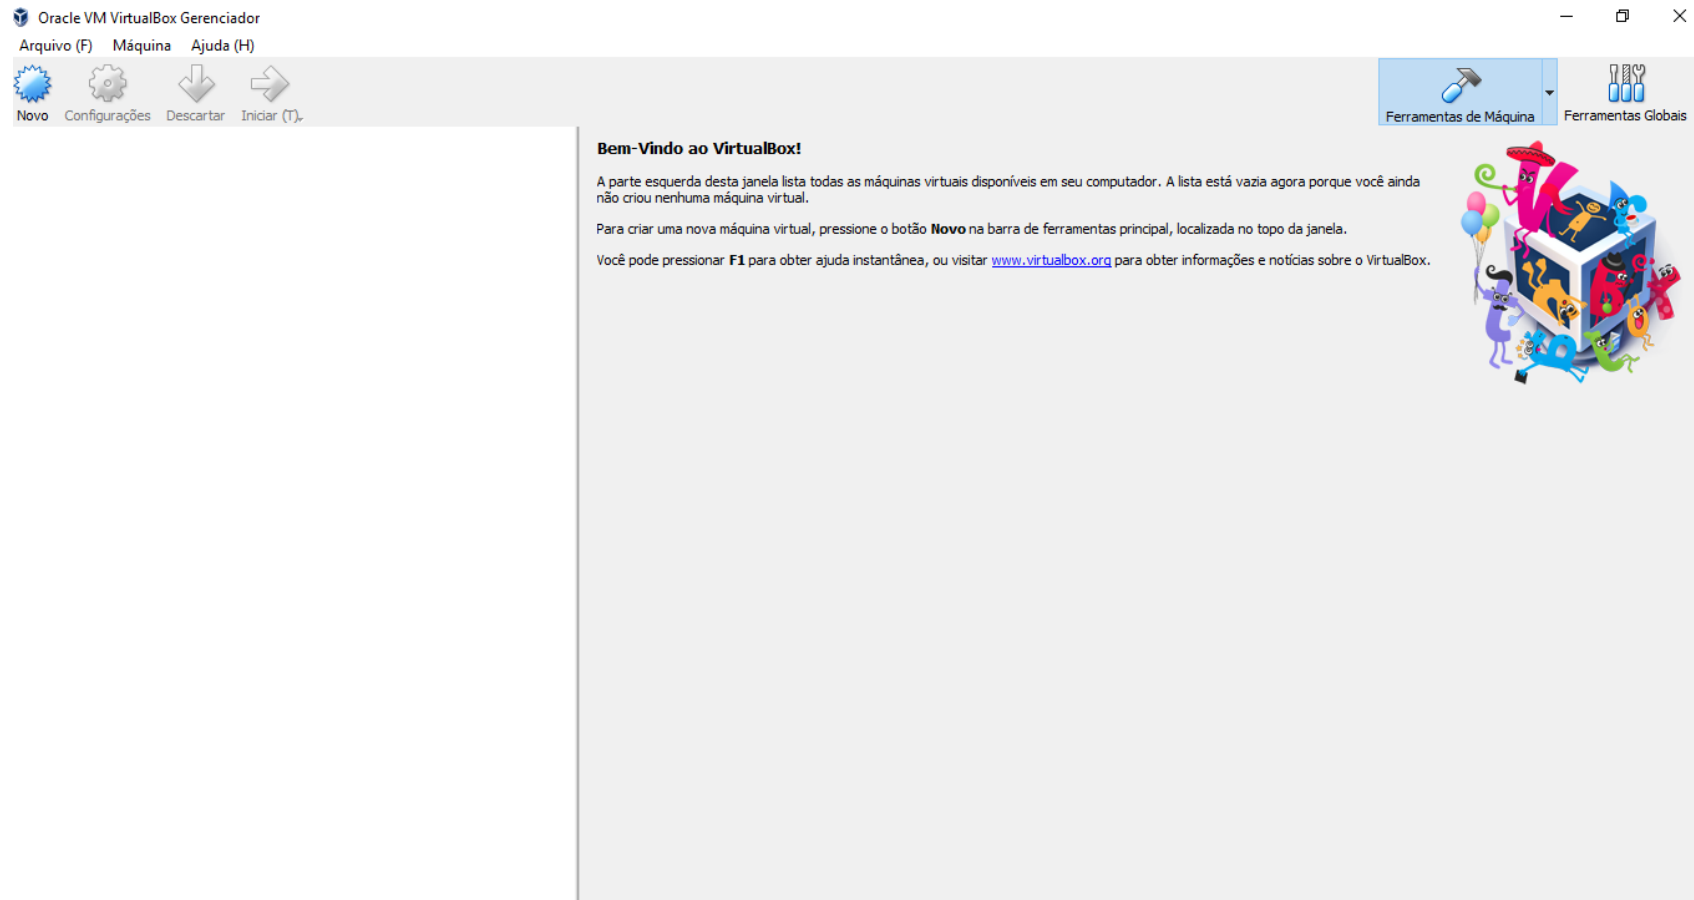 Oracle VM VirtualBox Gerenciador
Arquivo (F) Máquina Ajuda (H)
Novo Configurações Descartar Iniciar (T) Ferramentas de Máquina Ferramentas Globais
Bem-Vindo ao VirtualBox!
A parte esquerda desta janela lista todas as máquinas virtuais disponíveis em seu computador. A lista está vazia agora porque você ainda
não criou nenhuma máquina virtual.
Para criar uma nova máquina virtual, pressione o botão Novo na barra de ferramentas principal, localizada no topo da janela.
Você pode pressionar F1 para obter ajuda instantânea, ou visitar www.virtualbox.org para obter informações e notícias sobre o VirtualBox.